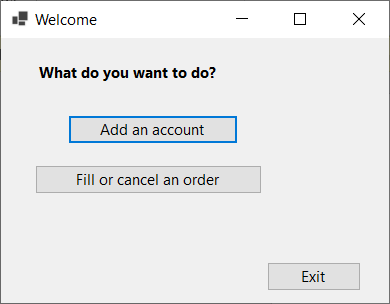 Welcome
What do you want to do?
Add an account
Fill or cancel an order
Exit